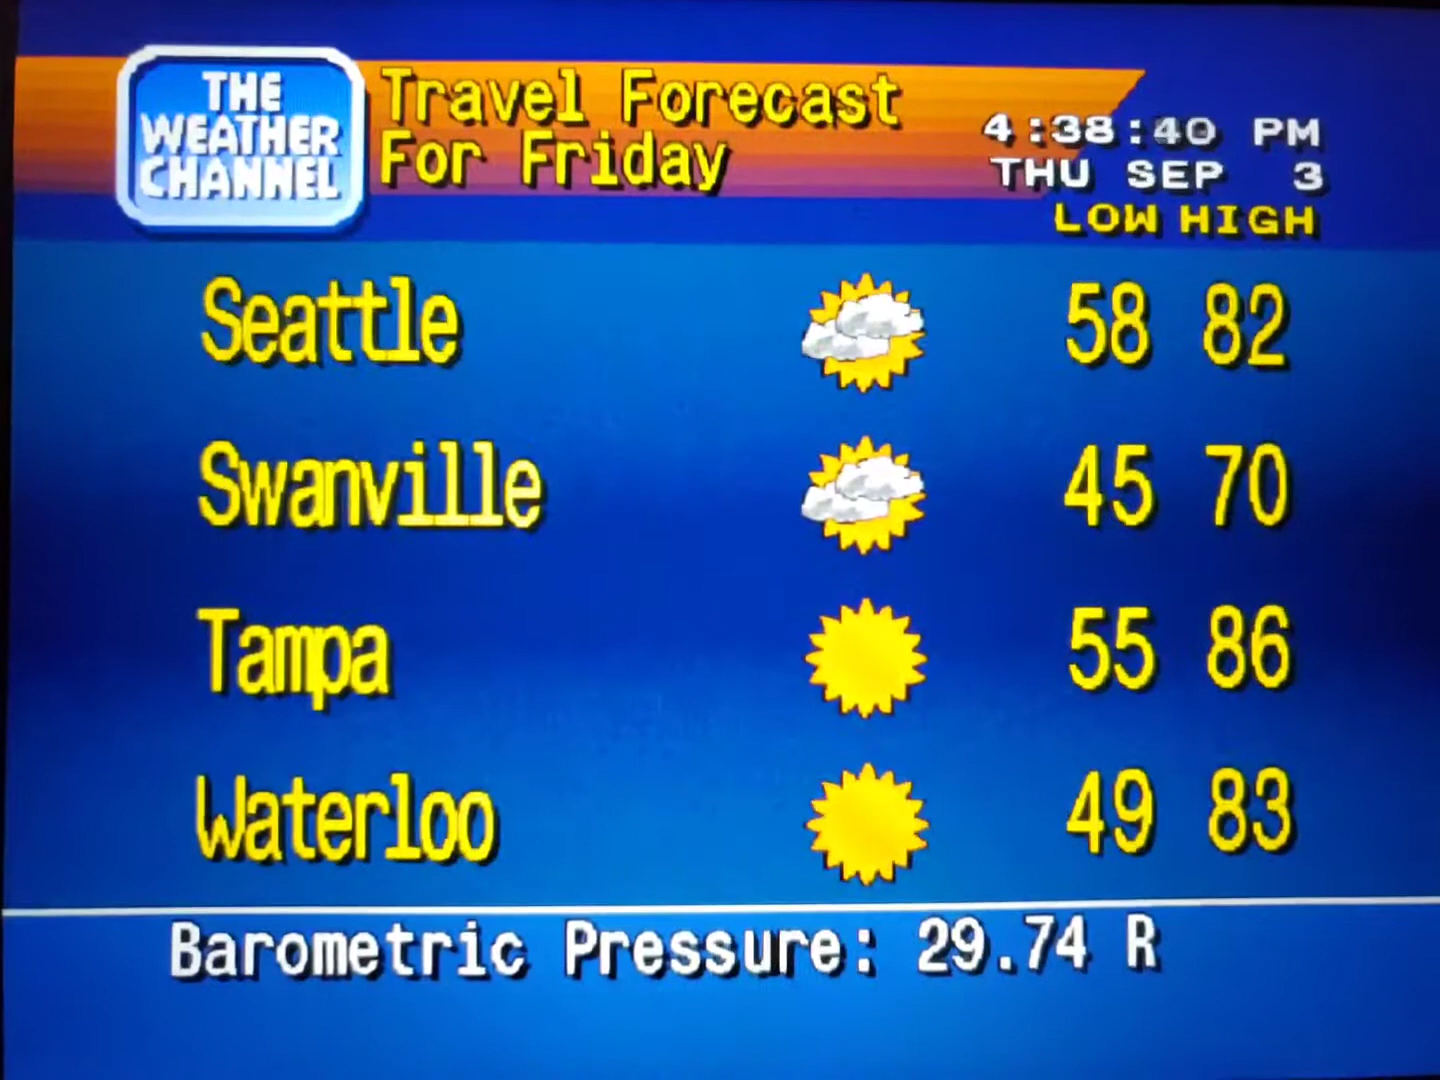 THE
WEATHER
CHANNEL
Travel Forecast
For Friday
4:38:40 PM
THU SEP 3
LOW HIGH
Seattle 58 82
Swanville 45 70
Tampa 55 86
Waterloo 49 83
Barometric Pressure: 29.74 R